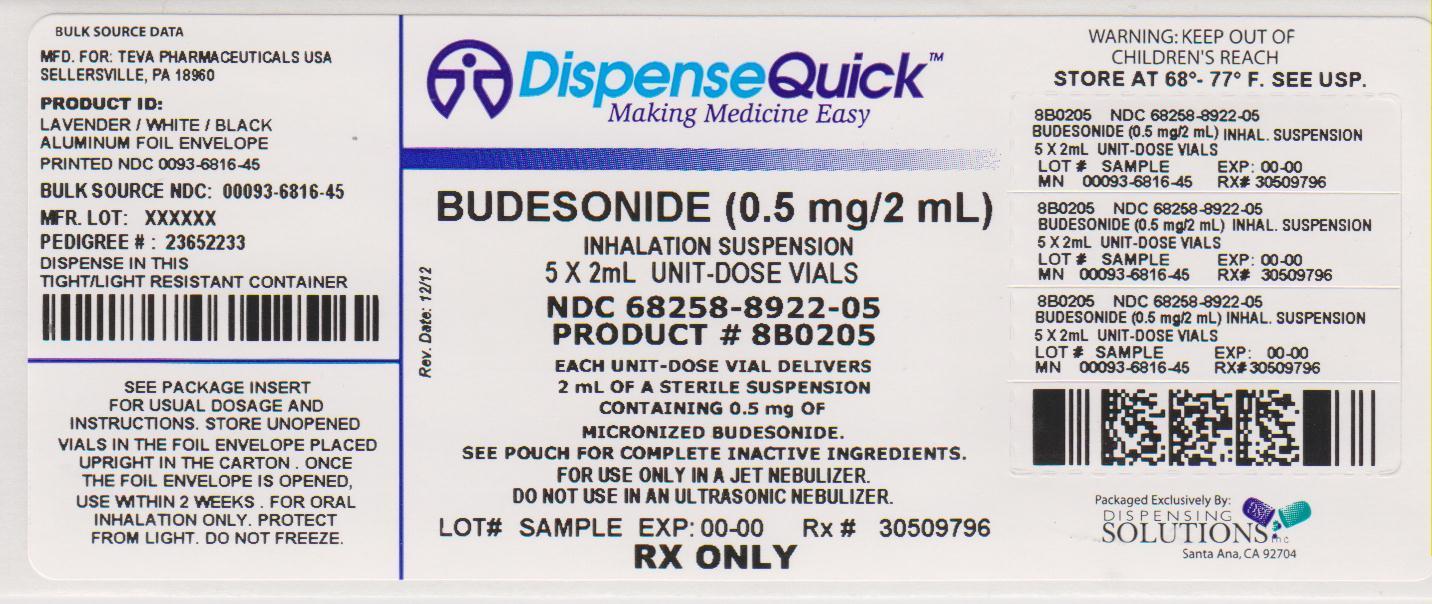 BULK SOURCE DATA
MFD. FOR: TEVA PHARMACEUTICALS USA
SELLERSVILLE, PA 18960
PRODUCT ID:
LAVENDER / WHITE / BLACK
ALUMINUM FOIL ENVELOPE
PRINTED NDC 0093-6816-45
BULK SOURCE NDC: 00093-6816-45
MFR. LOT: XXXXXX
PEDIGREE # : 23652233
DISPENSE IN THIS
TIGHT/LIGHT RESISTANT CONTAINER
SEE PACKAGE INSERT
FOR USUAL DOSAGE AND
INSTRUCTIONS. STORE UNOPENED
VIALS IN THE FOIL ENVELOPE PLACED
UPRIGHT IN THE CARTON . ONCE
THE FOIL ENVELOPE IS OPENED,
USE WITHIN 2 WEEKS . FOR ORAL
INHALATION ONLY. PROTECT
FROM LIGHT. DO NOT FREEZE.
DispenseQuick™
Making Medicine Easy
BUDESONIDE (0.5 mg/2 mL)
INHALATION SUSPENSION
5 X 2mL UNIT-DOSE VIALS
NDC 68258-8922-05
PRODUCT # 8B0205
Rev. Date: 12/12
EACH UNIT-DOSE VIAL DELIVERS
2 mL OF A STERILE SUSPENSION
CONTAINING 0.5 mg OF
MICRONIZED BUDESONIDE.
SEE POUCH FOR COMPLETE INACTIVE INGREDIENTS.
FOR USE ONLY IN A JET NEBULIZER.
DO NOT USE IN AN ULTRASONIC NEBULIZER.
LOT# SAMPLE EXP: 00-00 Rx # 30509796
RX ONLY
WARNING: KEEP OUT OF
CHILDREN'S REACH
STORE AT 68°- 77° F. SEE USP.
8B0205 NDC 68258-8922-05
BUDESONIDE (0.5 mg/2 mL) INHAL. SUSPENSION
5 X 2mL UNIT-DOSE VIALS
LOT # SAMPLE EXP: 00-00
MN 00093-6816-45 RX# 30509796
8B0205 NDC 68258-8922-05
BUDESONIDE (0.5 mg/2 mL) INHAL. SUSPENSION
5 X 2mL UNIT-DOSE VIALS
LOT # SAMPLE EXP: 00-00
MN 00093-6816-45 RX# 30509796
8B0205 NDC 68258-8922-05
BUDESONIDE (0.5 mg/2 mL) INHAL. SUSPENSION
5 X 2mL UNIT-DOSE VIALS
LOT # SAMPLE EXP: 00-00
MN 00093-6816-45 RX# 30509796
Packaged Exclusively By:
DISPENSING
SOLUTIONS inc
Santa Ana, CA 92704